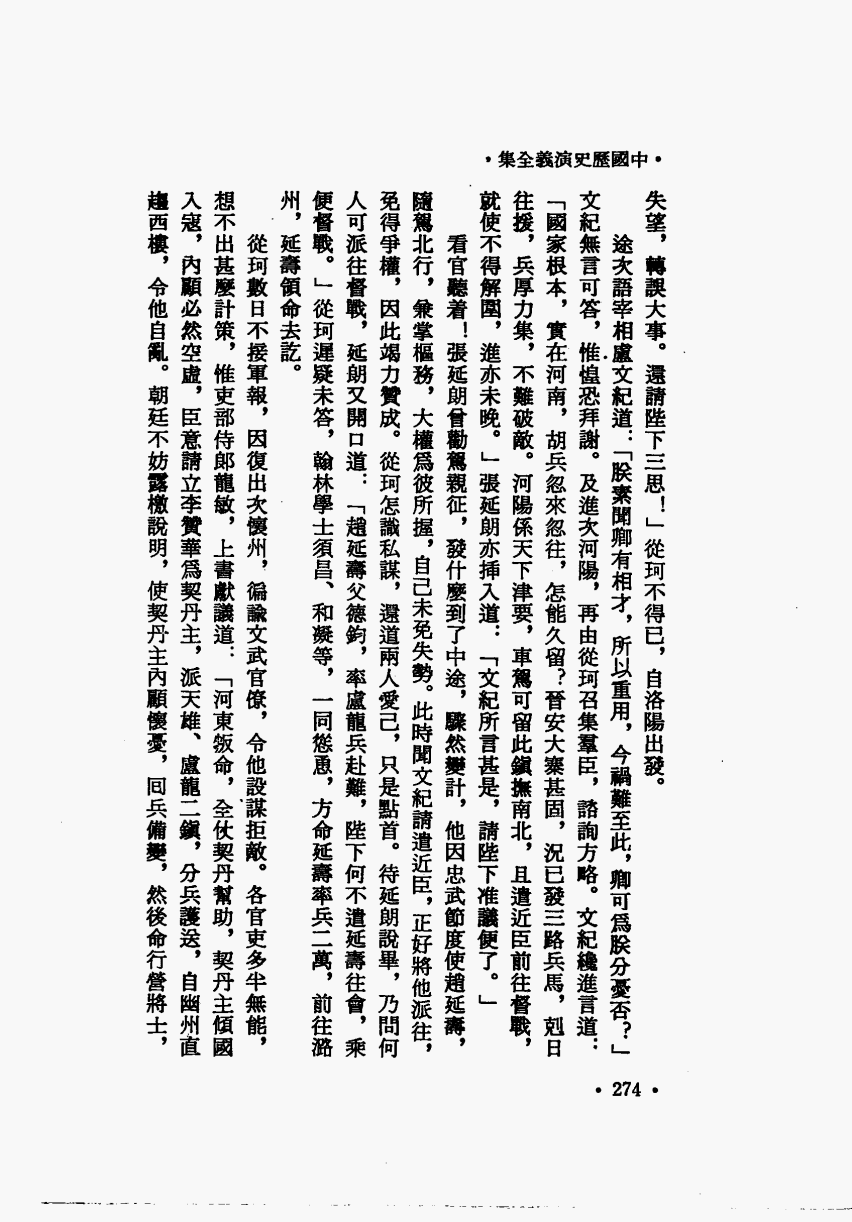 •中國歷史演義全集•
失望，轉誤大事。還請陛下三思！」從珂不得已，自洛陽出發。
途次語宰相盧文紀道：「朕素聞卿有相才，所以重用，今禍難至此，卿可爲朕分憂否？」
文紀無言可答，惟惶恐拜謝。及進次河陽，再由從珂召集羣臣，諮詢方略。文紀纔進言道：
「國家根本，實在河南，胡兵忽來忽往，怎能久留？晉安大寨甚固，況已發三路兵馬，剋日
往援，兵厚力集，不難破敵。河陽係天下津要，車駕可留此鎮撫南北，且遣近臣前往督戰，
就使不得解圍，進亦未晚。」張延朗亦挿入道：「文紀所言甚是，請陛下准議便了。」
看官聽着！張延朗曾勸駕親征，發什麼到了中途，驟然變計，他因忠武節度使趙延壽，
隨駕北行，兼掌樞務，大權爲彼所握，自己未免失勢。此時聞文紀請遣近臣，正好將他派往，
免得爭權，因此竭力贊成。從珂怎識私謀，還道兩人愛己，只是點首。待延朗說畢，乃問何
人可派往督戰，延朗又開口道：「趙延壽父德鈞，率盧龍兵赴難，陛下何不遣延壽往會，乘
便督戰。」從珂遲疑未答，翰林學士須昌、和凝等，一同慫恿，方命延壽率兵二萬，前往潞
州，延壽領命去訖。
從珂數日不接軍報，因復出次懷州，徧諭文武官僚，令他設謀拒敵。各官吏多半無能，
想不出甚麼計策，惟吏部侍郎龍敏，上書獻議道：「河東叛命，全仗契丹幫助，契丹主傾國
入寇，內顧必然空虛，臣意請立李贊華爲契丹主，派天雄、盧龍二鎮，分兵護送，自幽州直
趨西樓，令他自亂。朝廷不妨露檄說明，使契丹主內顧懷憂，回兵備變，然後命行營將士，
• 274 •